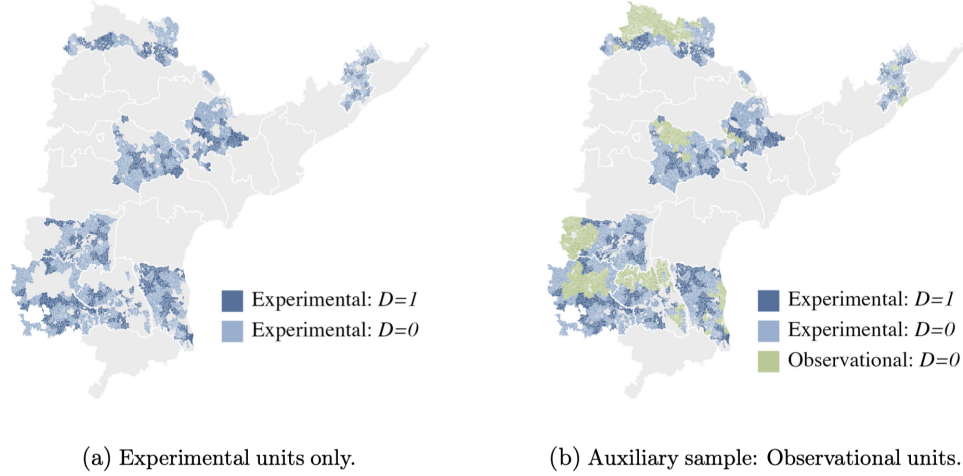 Experimental: D=1
Experimental: D=0
(a) Experimental units only.
Experimental: D=1
Experimental: D=0
Observational: D=0
(b) Auxiliary sample: Observational units.